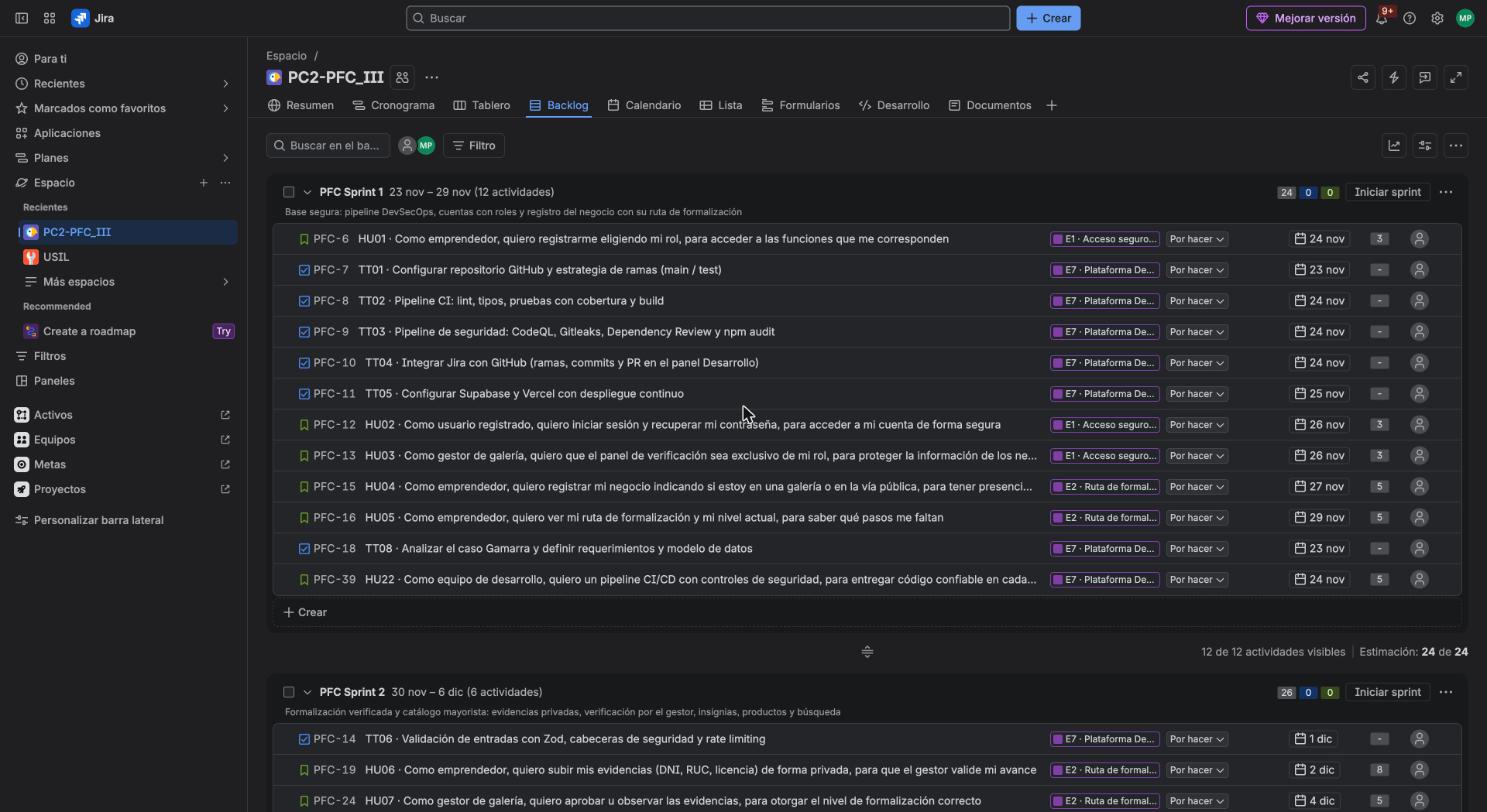 Jira
Buscar
Crear
Mejorar versión
9+
MP
Para ti
Recientes
Marcados como favoritos
Aplicaciones
Planes
Espacio
Recientes
PC2-PFC_III
USIL
Más espacios
Recommended
Create a roadmap
Try
Filtros
Paneles
Activos
Equipos
Metas
Proyectos
Personalizar barra lateral
Espacio /
PC2-PFC_III
Resumen Cronograma Tablero Backlog Calendario Lista Formularios Desarrollo Documentos
Buscar en el ba... MP Filtro
PFC Sprint 1 23 nov – 29 nov (12 actividades) 24 0 0 Iniciar sprint
Base segura: pipeline DevSecOps, cuentas con roles y registro del negocio con su ruta de formalización
PFC-6 HU01 · Como emprendedor, quiero registrarme eligiendo mi rol, para acceder a las funciones que me corresponden E1 · Acceso seguro... Por hacer 24 nov 3
PFC-7 TT01 · Configurar repositorio GitHub y estrategia de ramas (main / test) E7 · Plataforma De... Por hacer 23 nov -
PFC-8 TT02 · Pipeline CI: lint, tipos, pruebas con cobertura y build E7 · Plataforma De... Por hacer 24 nov -
PFC-9 TT03 · Pipeline de seguridad: CodeQL, Gitleaks, Dependency Review y npm audit E7 · Plataforma De... Por hacer 24 nov -
PFC-10 TT04 · Integrar Jira con GitHub (ramas, commits y PR en el panel Desarrollo) E7 · Plataforma De... Por hacer 24 nov -
PFC-11 TT05 · Configurar Supabase y Vercel con despliegue continuo E7 · Plataforma De... Por hacer 25 nov -
PFC-12 HU02 · Como usuario registrado, quiero iniciar sesión y recuperar mi contraseña, para acceder a mi cuenta de forma segura E1 · Acceso seguro... Por hacer 26 nov 3
PFC-13 HU03 · Como gestor de galería, quiero que el panel de verificación sea exclusivo de mi rol, para proteger la información de los ne... E1 · Acceso seguro... Por hacer 26 nov 3
PFC-15 HU04 · Como emprendedor, quiero registrar mi negocio indicando si estoy en una galería o en la vía pública, para tener presenci... E2 · Ruta de formal... Por hacer 27 nov 5
PFC-16 HU05 · Como emprendedor, quiero ver mi ruta de formalización y mi nivel actual, para saber qué pasos me faltan E2 · Ruta de formal... Por hacer 29 nov 5
PFC-18 TT08 · Analizar el caso Gamarra y definir requerimientos y modelo de datos E7 · Plataforma De... Por hacer 23 nov -
PFC-39 HU22 · Como equipo de desarrollo, quiero un pipeline CI/CD con controles de seguridad, para entregar código confiable en cada... E7 · Plataforma De... Por hacer 24 nov 5
Crear
12 de 12 actividades visibles Estimación: 24 de 24
PFC Sprint 2 30 nov – 6 dic (6 actividades) 26 0 0 Iniciar sprint
Formalización verificada y catálogo mayorista: evidencias privadas, verificación por el gestor, insignias, productos y búsqueda
PFC-14 TT06 · Validación de entradas con Zod, cabeceras de seguridad y rate limiting E7 · Plataforma De... Por hacer 1 dic -
PFC-19 HU06 · Como emprendedor, quiero subir mis evidencias (DNI, RUC, licencia) de forma privada, para que el gestor valide mi avance E2 · Ruta de formal... Por hacer 2 dic 8
PFC-24 HU07 · Como gestor de galería, quiero aprobar u observar las evidencias, para otorgar el nivel de formalización correcto E2 · Ruta de formal... Por hacer 4 dic 5